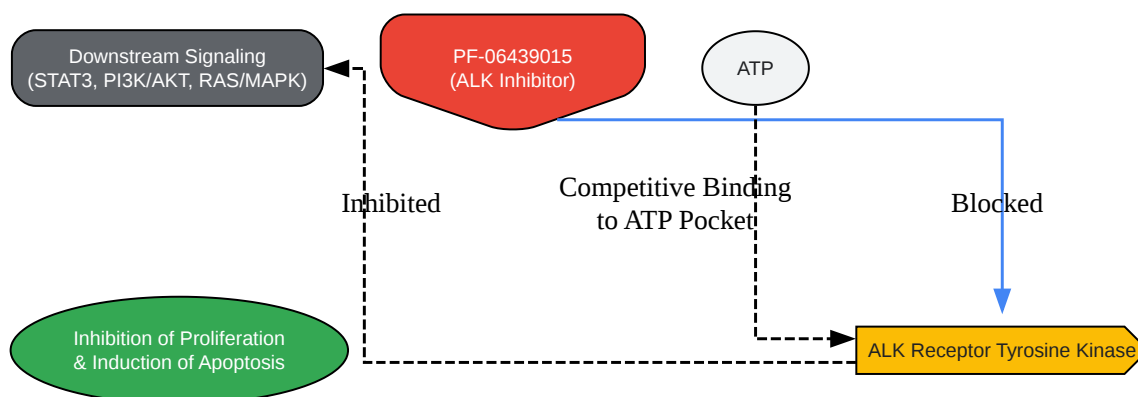 Downstream Signaling
(STAT3, PI3K/AKT, RAS/MAPK)
PF-06439015
(ALK Inhibitor)
ATP
Inhibited
Competitive Binding
to ATP Pocket
Blocked
Inhibition of Proliferation
& Induction of Apoptosis
ALK Receptor Tyrosine Kinase